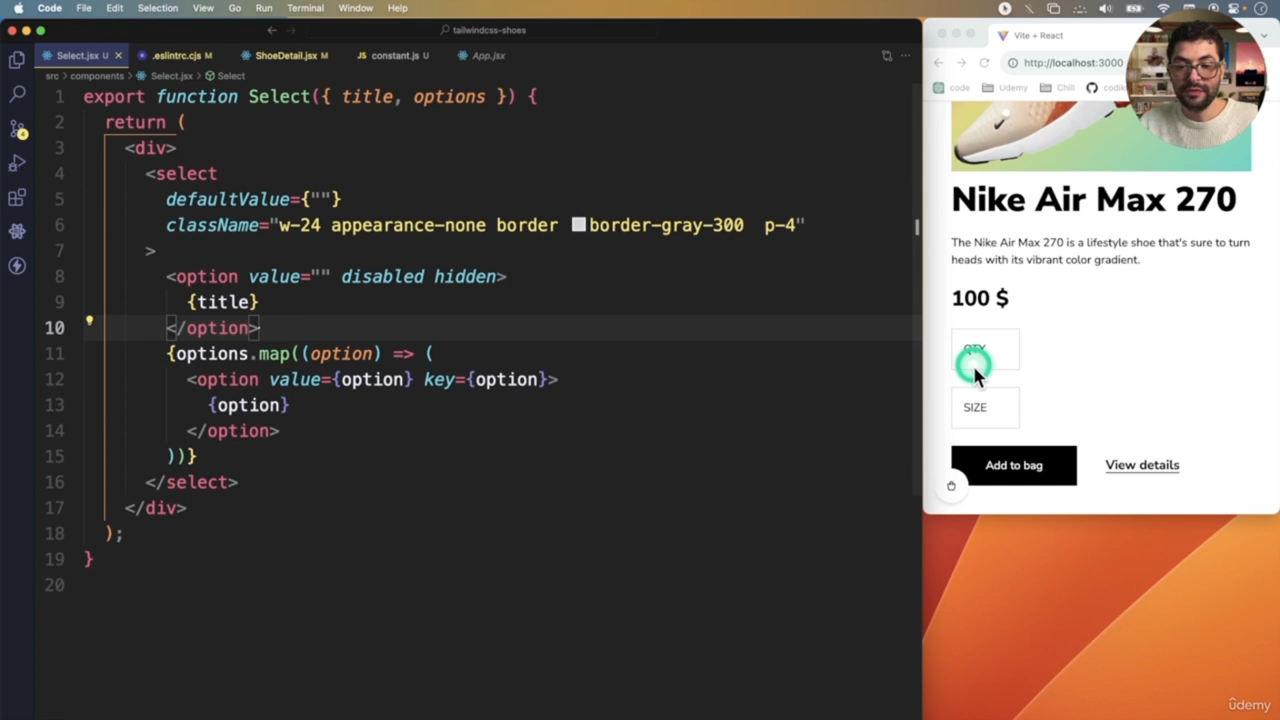 Code File Edit Selection View Go Run Terminal Window Help
tailwindcss-shoes
Select.jsx U .eslintrc.cjs M ShoeDetail.jsx M JS constant.js U App.jsx
src > components > Select.jsx > Select
1 export function Select({ title, options }) {
2 return (
3 <div>
4 <select
5 defaultValue={""}
6 className="w-24 appearance-none border border-gray-300  p-4"
7 >
8 <option value="" disabled hidden>
9 {title}
10 </option>
11 {options.map((option) => (
12 <option value={option} key={option}>
13 {option}
14 </option>
15 ))}
16 </select>
17 </div>
18 );
19 }
20
Vite + React
http://localhost:3000
code Udemy Chill
Nike Air Max 270
The Nike Air Max 270 is a lifestyle shoe that's sure to turn
heads with its vibrant color gradient.
100 $
QTY
SIZE
Add to bag View details
4
ûdemy